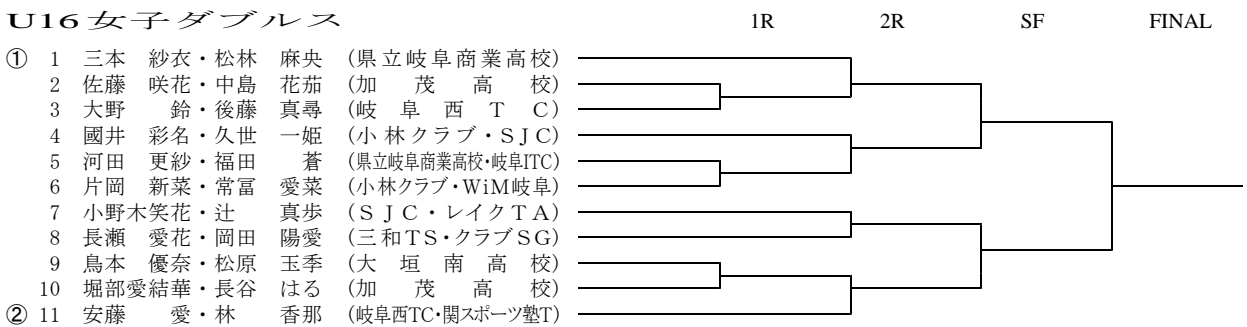 U16女子ダブルス 1R 2R SF FINAL
① 1 三本 紗衣・松林 麻央 (県立岐阜商業高校)
2 佐藤 咲花・中島 花茄 (加茂高校)
3 大野 鈴・後藤 真尋 (岐阜西TC)
4 國井 彩名・久世 一姫 (小林クラブ・SJC)
5 河田 更紗・福田 蒼 (県立岐阜商業高校・岐阜ITC)
6 片岡 新菜・常冨 愛菜 (小林クラブ・WiM岐阜)
7 小野木笑花・辻 真歩 (SJC・レイクTA)
8 長瀬 愛花・岡田 陽愛 (三和TS・クラブSG)
9 鳥本 優奈・松原 玉季 (大垣南高校)
10 堀部愛結華・長谷 はる (加茂高校)
② 11 安藤 愛・林 香那 (岐阜西TC・関スポーツ塾T)